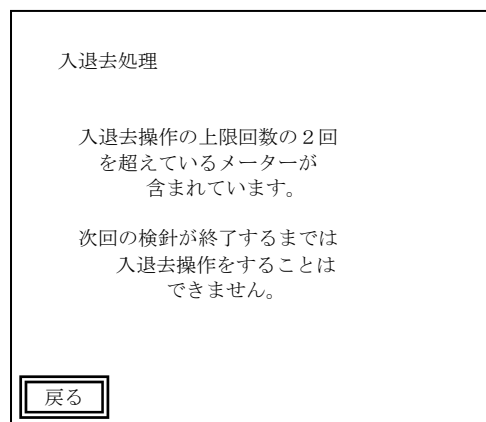 入退去処理
入退去操作の上限回数の２回
を超えているメーターが
含まれています。
次回の検針が終了するまでは
入退去操作をすることは
できません。
戻る